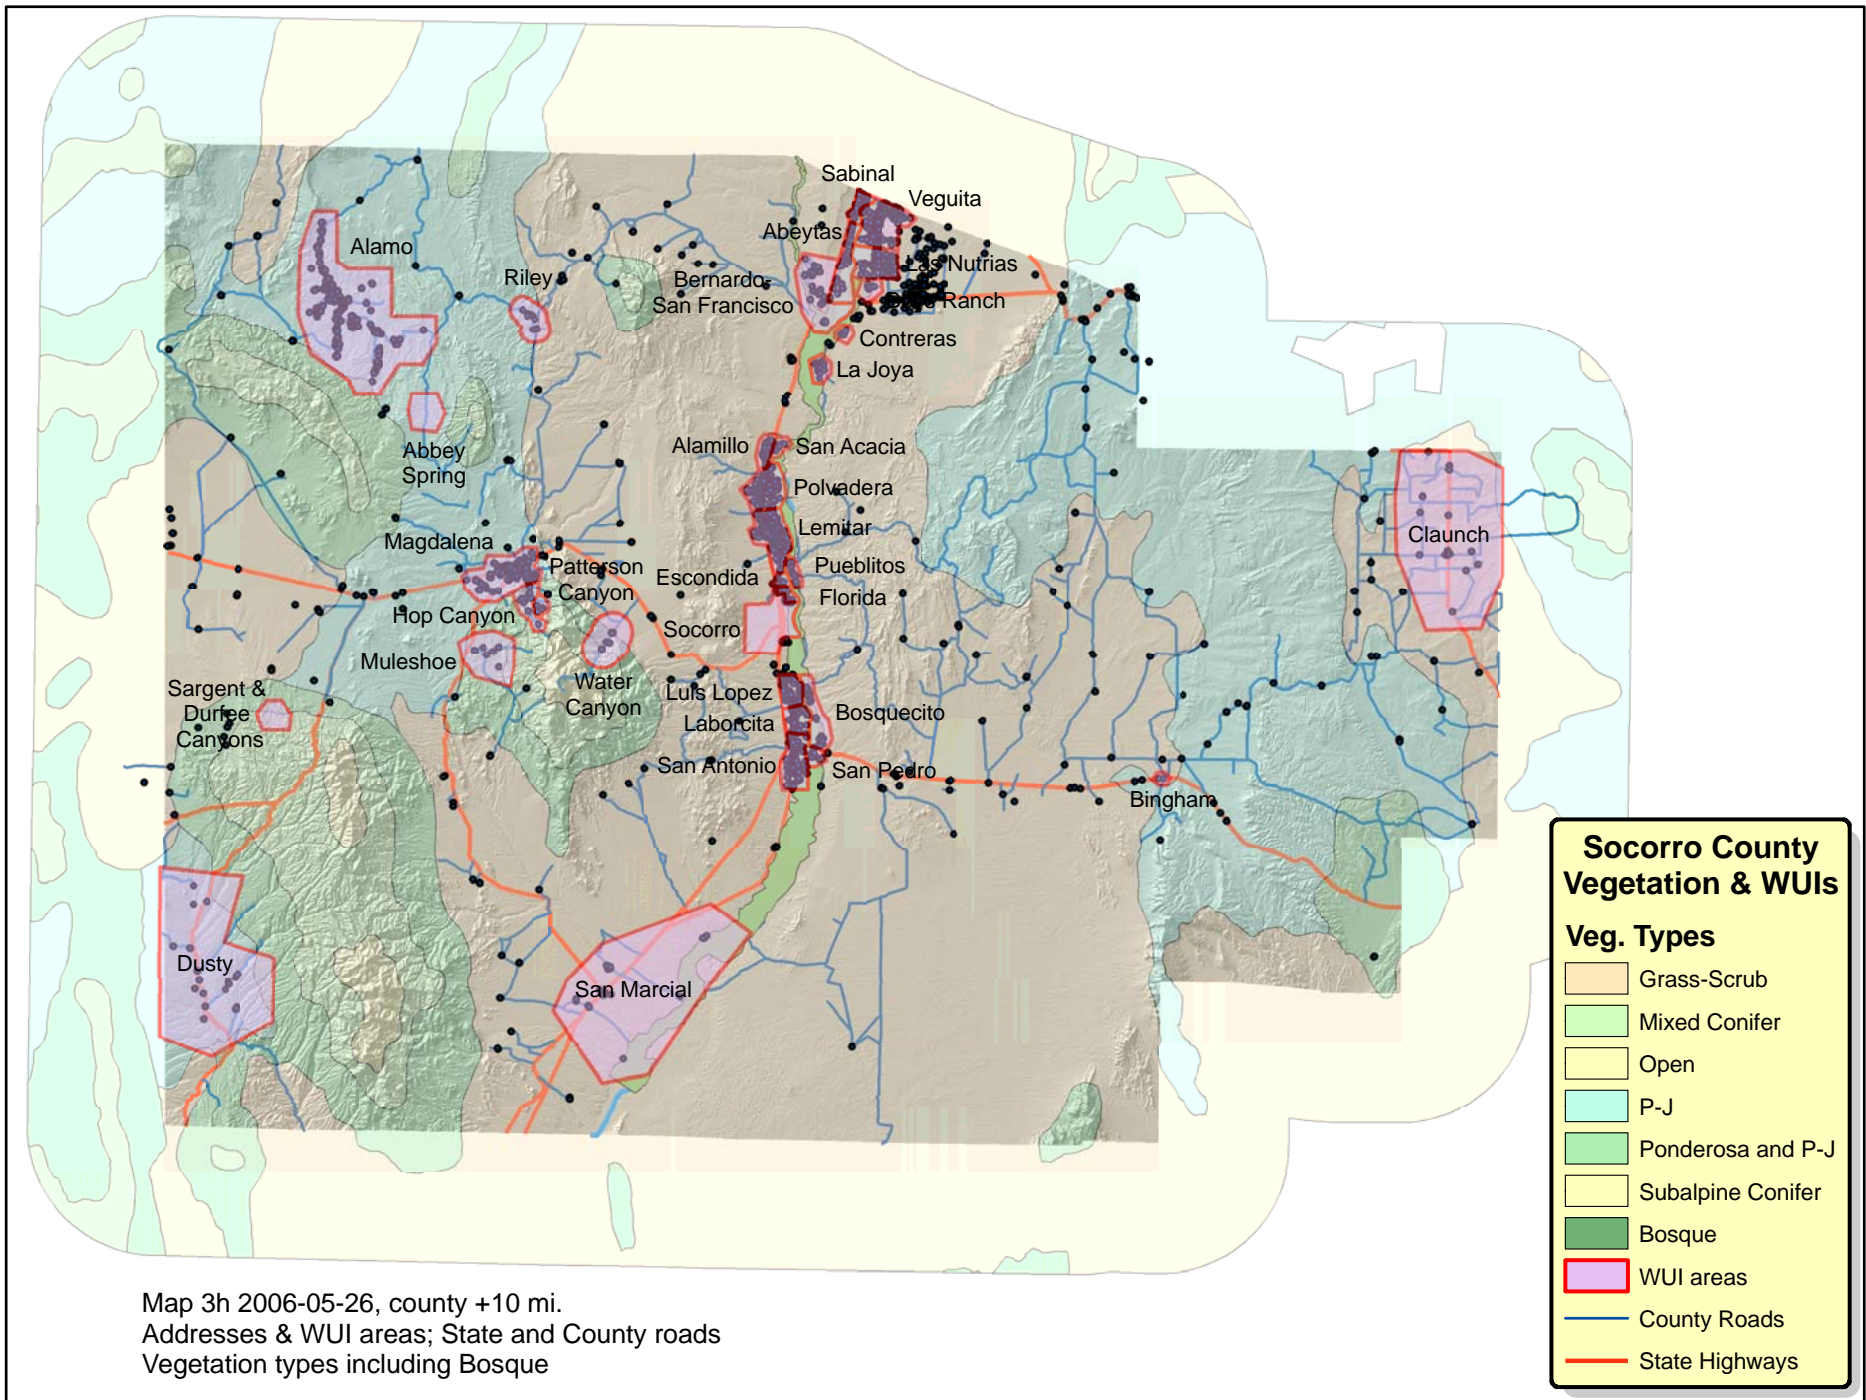 Sabinal
Veguita
Abeytas
Alamo
Las Nutrias
Riley
Bernardo-
San Francisco
Ranch
Contreras
La Joya
Alamillo
San Acacia
Abbey
Spring
Polvadera
Lemitar
Claunch
Magdalena
Patterson
Canyon
Escondida
Pueblitos
Florida
Hop Canyon
Socorro
Muleshoe
Water
Canyon
Sargent &
Durfee
Canyons
Luis Lopez
Laborcita
Bosquecito
San Antonio
San Pedro
Bingham
Dusty
San Marcial
Socorro County
Vegetation & WUIs
Veg. Types
Grass-Scrub
Mixed Conifer
Open
P-J
Ponderosa and P-J
Subalpine Conifer
Bosque
WUI areas
County Roads
State Highways
Map 3h 2006-05-26, county +10 mi.
Addresses & WUI areas; State and County roads
Vegetation types including Bosque